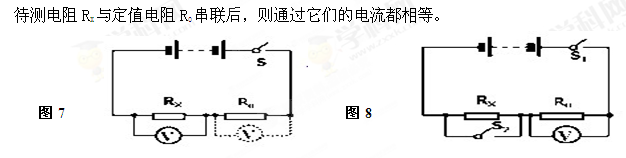 待测电阻 Rx 与定值电阻 R0 串联后，则通过它们的电流都相等。
S
S1
Rx R0
Rx R0
图 7
图 8
S2
V V
V